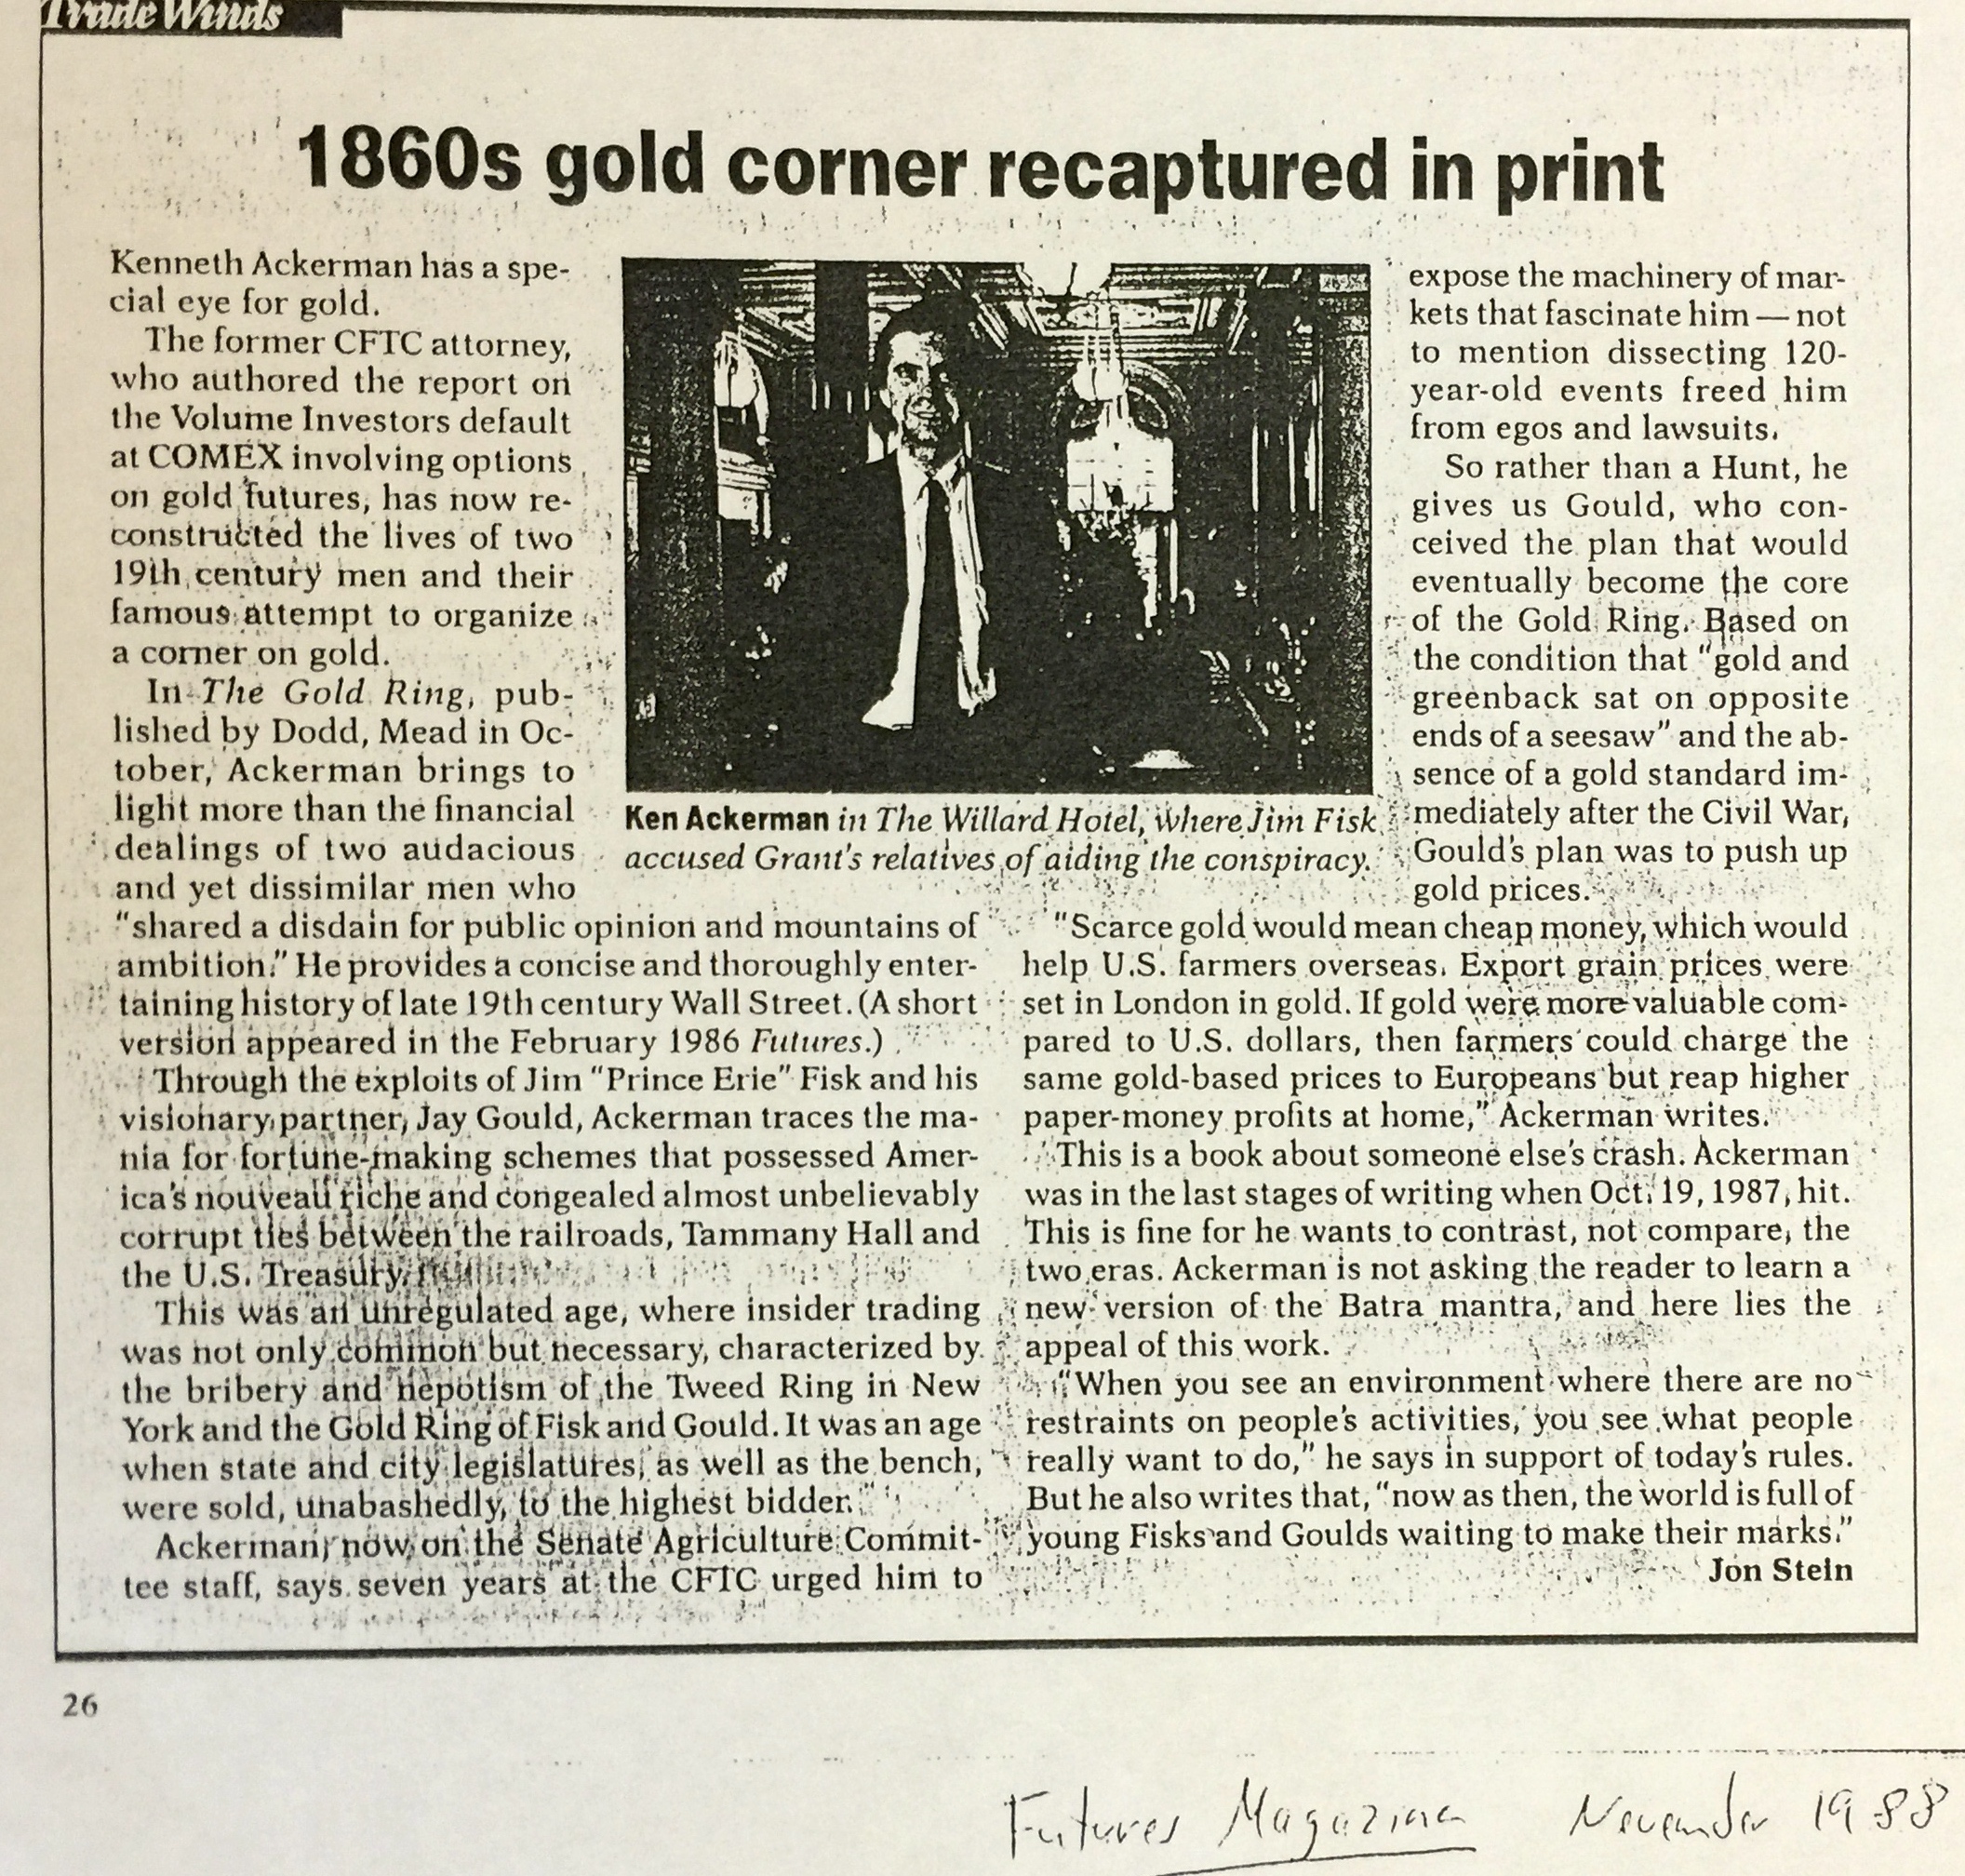 Trade Winds
1860s gold corner recaptured in print
Kenneth Ackerman has a spe-
cial eye for gold.
The former CFTC attorney,
who authored the report on
the Volume Investors default
at COMEX involving options
on gold futures, has now re-
constructed the lives of two
19th century men and their
famous attempt to organize
a corner on gold.
In The Gold Ring, pub-
lished by Dodd, Mead in Oc-
tober, Ackerman brings to
light more than the financial
dealings of two audacious
and yet dissimilar men who
"shared a disdain for public opinion and mountains of
ambition." He provides a concise and thoroughly enter-
taining history of late 19th century Wall Street. (A short
version appeared in the February 1986 Futures.)
Through the exploits of Jim "Prince Erie" Fisk and his
visionary partner, Jay Gould, Ackerman traces the ma-
nia for fortune-making schemes that possessed Amer-
ica's nouveau riche and congealed almost unbelievably
corrupt ties between the railroads, Tammany Hall and
the U.S. Treasury.
This was an unregulated age, where insider trading
was not only common but necessary, characterized by
the bribery and nepotism of the Tweed Ring in New
York and the Gold Ring of Fisk and Gould. It was an age
when state and city legislatures, as well as the bench,
were sold, unabashedly, to the highest bidder.
Ackerman, now on the Senate Agriculture Commit-
tee staff, says seven years at the CFTC urged him to
Ken Ackerman in The Willard Hotel, where Jim Fisk
accused Grant's relatives of aiding the conspiracy.
expose the machinery of mar-
kets that fascinate him — not
to mention dissecting 120-
year-old events freed him
from egos and lawsuits.
So rather than a Hunt, he
gives us Gould, who con-
ceived the plan that would
eventually become the core
of the Gold Ring. Based on
the condition that "gold and
greenback sat on opposite
ends of a seesaw" and the ab-
sence of a gold standard im-
mediately after the Civil War,
Gould's plan was to push up
gold prices.
"Scarce gold would mean cheap money, which would
help U.S. farmers overseas. Export grain prices were
set in London in gold. If gold were more valuable com-
pared to U.S. dollars, then farmers could charge the
same gold-based prices to Europeans but reap higher
paper-money profits at home," Ackerman writes.
This is a book about someone else's crash. Ackerman
was in the last stages of writing when Oct. 19, 1987, hit.
This is fine for he wants to contrast, not compare, the
two eras. Ackerman is not asking the reader to learn a
new version of the Batra mantra, and here lies the
appeal of this work.
"When you see an environment where there are no
restraints on people's activities, you see what people
really want to do," he says in support of today's rules.
But he also writes that, "now as then, the world is full of
young Fisks and Goulds waiting to make their marks."
Jon Stein
26
Futures Magazine November 1988